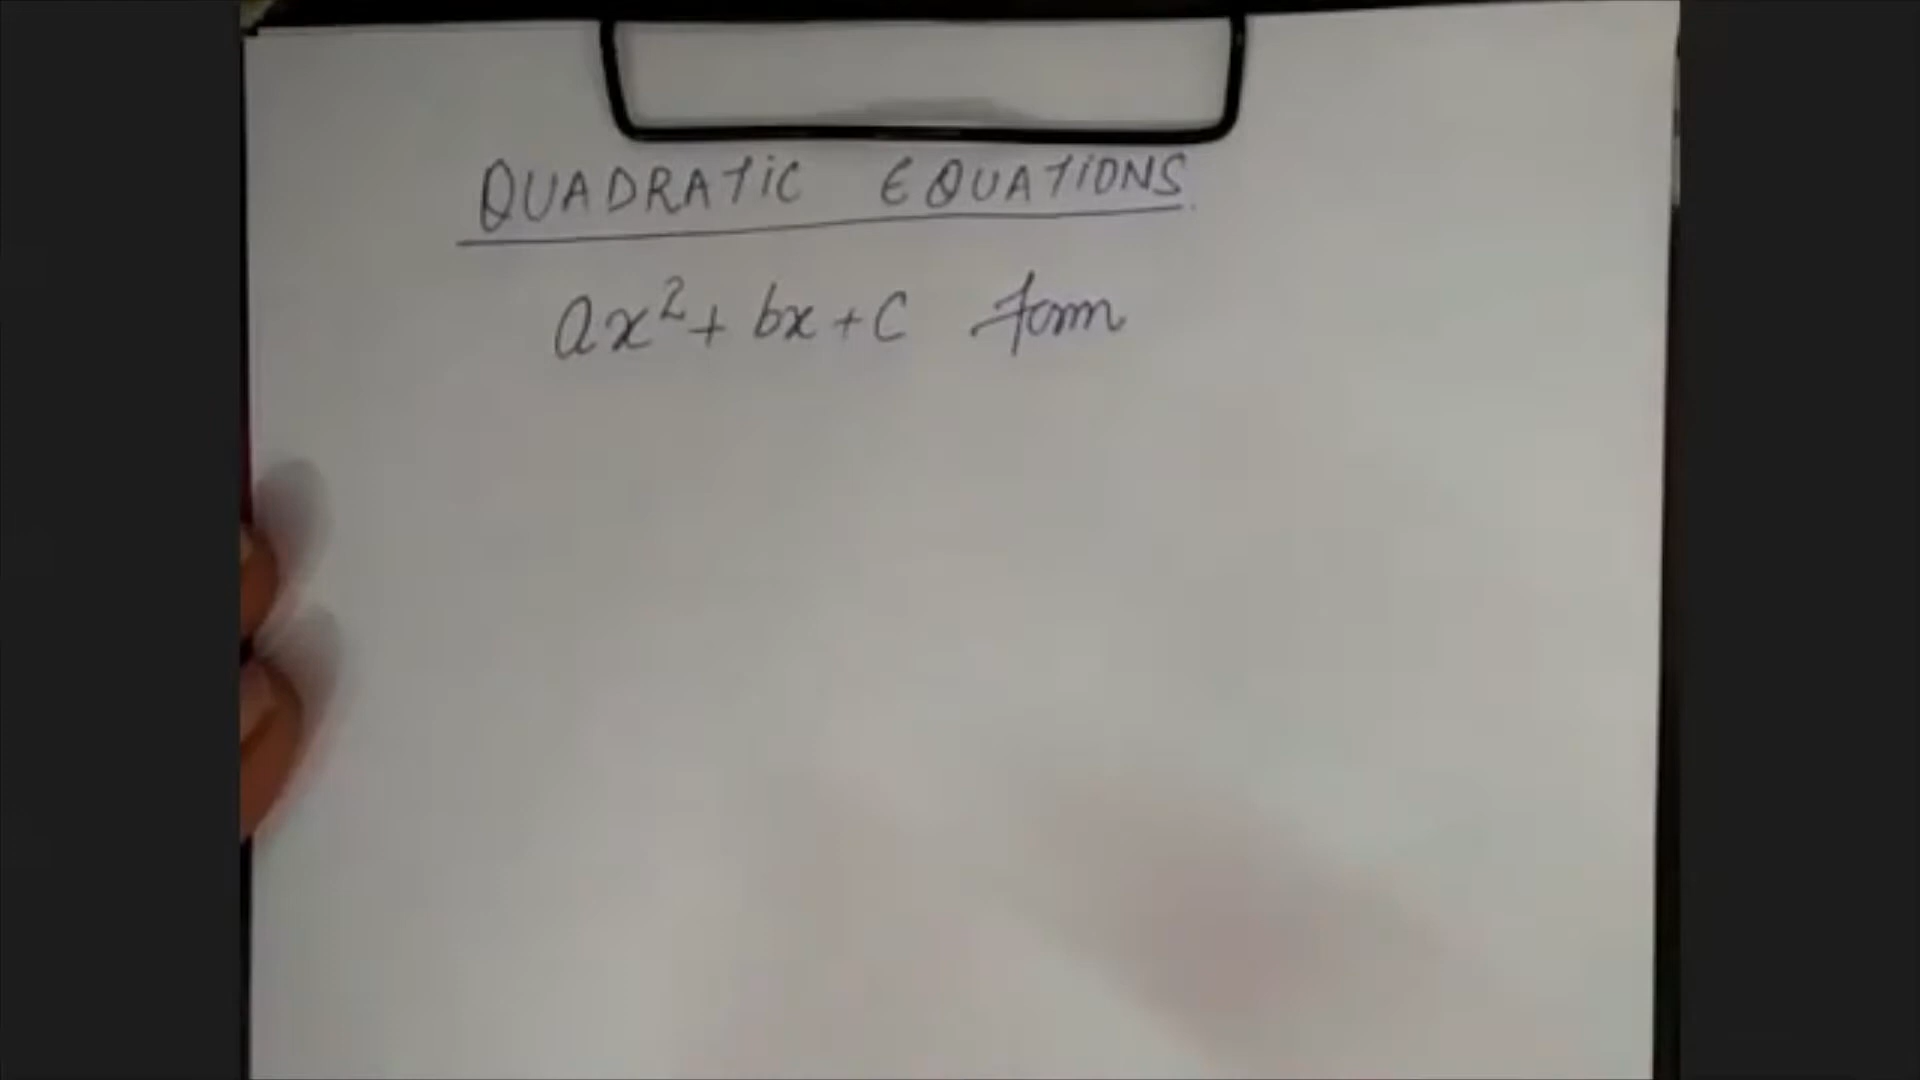 QUADRATIC EQUATIONS.
ax²+ bx + c form